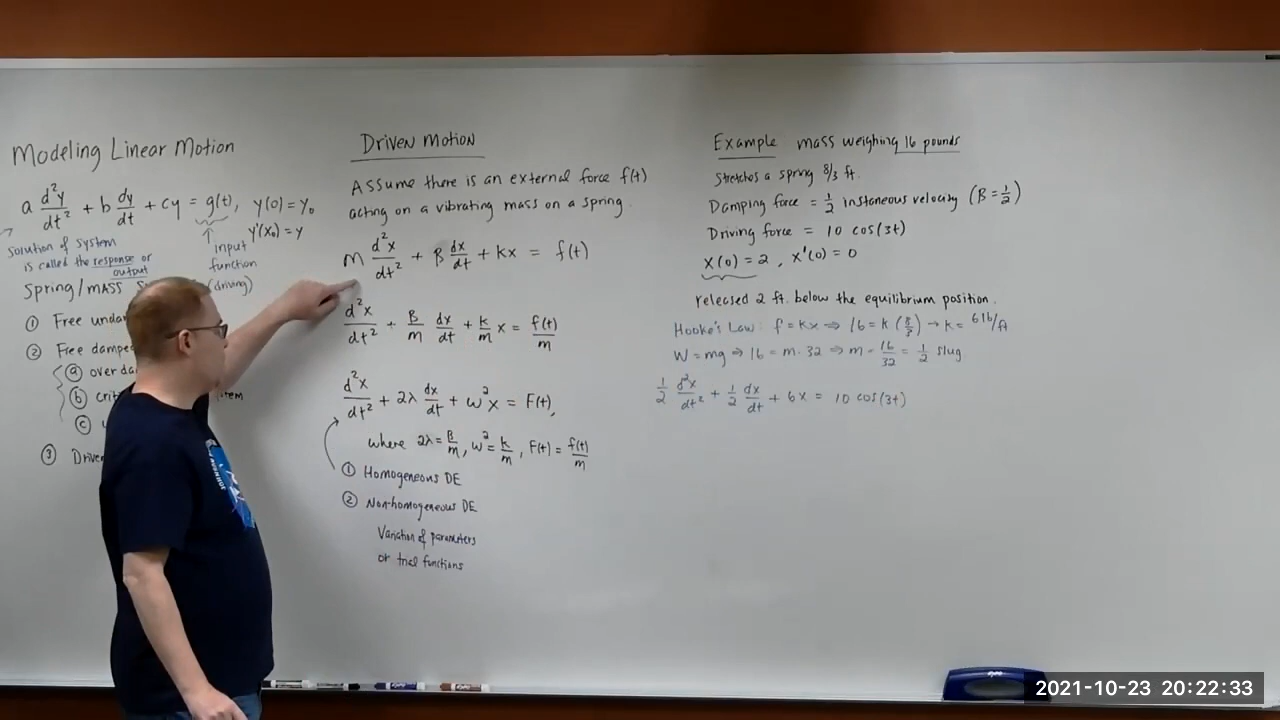 Modeling Linear Motion
a d²y/dt² + b dy/dt + cy = g(t), y(0) = y₀
y'(x₀) = y
Solution of system
is called the response or
output
input
function
(driving)
Spring/mass
① Free
② Free damped
ⓐ over
ⓑ
ⓒ
③
Driven Motion
Assume there is an external force f(t)
acting on a vibrating mass on a spring.
M d²x/dt² + β dx/dt + kx = f(t)
d²x/dt² + β/m dx/dt + k/m x = f(t)/m
d²x/dt² + 2λ dx/dt + ω²x = F(t),
where 2λ = β/m, ω² = k/m, F(t) = f(t)/m
① Homogeneous DE
② Non-homogeneous DE
Variation of parameters
or trial functions
Example mass weighing 16 pounds
Stretches a spring 8/3 ft.
Damping force = 1/2 instaneous velocity (β = 1/2)
Driving force = 10 cos(3t)
x(0) = 2, x'(0) = 0
released 2 ft. below the equilibrium position.
Hooke's Law: f = kx ⇒ 16 = k (8/3) → k = 6 lb/ft
W = mg ⇒ 16 = m · 32 ⇒ m = 16/32 = 1/2 slug
1/2 d²x/dt² + 1/2 dx/dt + 6x = 10 cos(3t)
2021-10-23 20:22:33